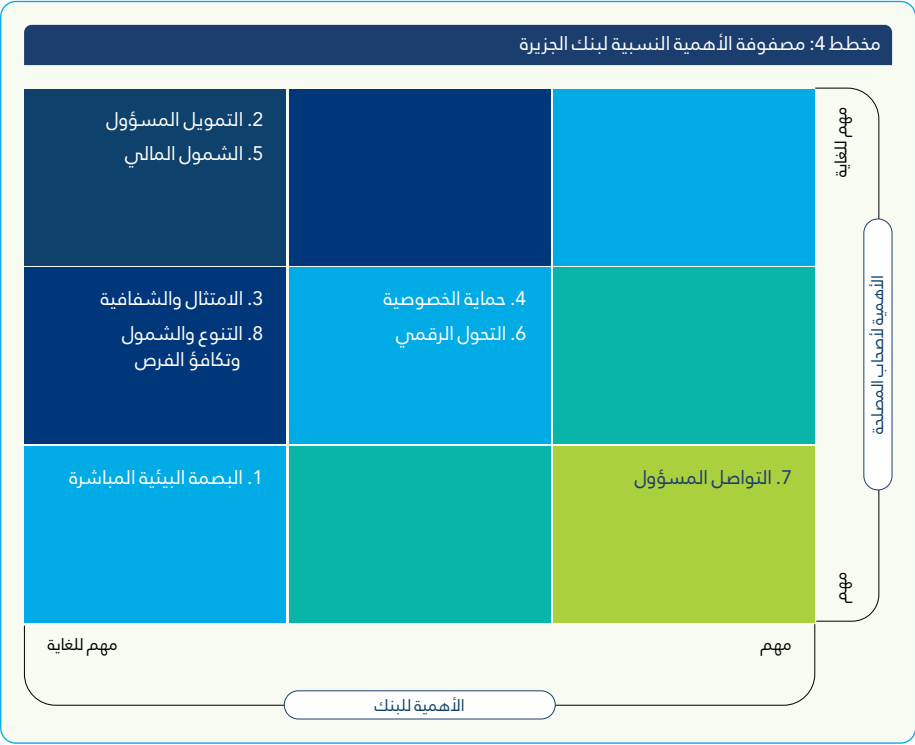 مخطط 4: مصفوفة الأهمية النسبية لبنك الجزيرة
مهم للغاية
2. التمويل المسؤول
5. الشمول المالي
الأهمية لأصحاب المصلحة
4. حماية الخصوصية
6. التحول الرقمي
3. الامتثال والشفافية
8. التنوع والشمول
وتكافؤ الفرص
مهم
7. التواصل المسؤول
1. البصمة البيئية المباشرة
مهم
مهم للغاية
الأهمية للبنك